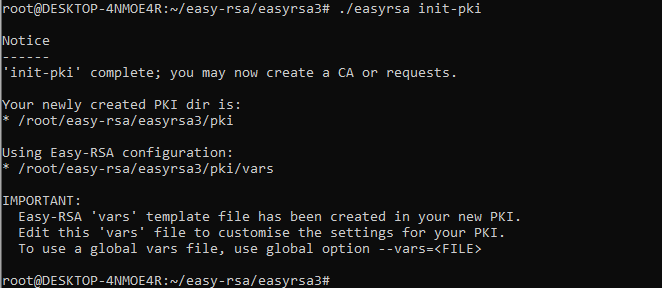 root@DESKTOP-4NMOE4R:~/easy-rsa/easyrsa3# ./easyrsa init-pki
Notice
------
'init-pki' complete; you may now create a CA or requests.
Your newly created PKI dir is:
* /root/easy-rsa/easyrsa3/pki
Using Easy-RSA configuration:
* /root/easy-rsa/easyrsa3/pki/vars
IMPORTANT:
Easy-RSA 'vars' template file has been created in your new PKI.
Edit this 'vars' file to customise the settings for your PKI.
To use a global vars file, use global option --vars=<FILE>
root@DESKTOP-4NMOE4R:~/easy-rsa/easyrsa3#